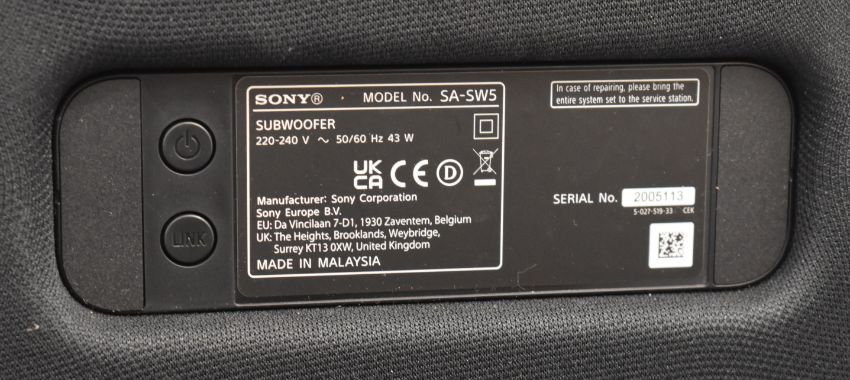 SONY® MODEL No. SA-SW5
SUBWOOFER
220-240 V ~ 50/60 Hz 43 W
UK
CA CE D
Manufacturer: Sony Corporation
Sony Europe B.V.
EU: Da Vincilaan 7-D1, 1930 Zaventem, Belgium
UK: The Heights, Brooklands, Weybridge,
Surrey KT13 0XW, United Kingdom
MADE IN MALAYSIA
LINK
In case of repairing, please bring the
entire system set to the service station.
SERIAL No. 2005113
5-027-519-33 CEK